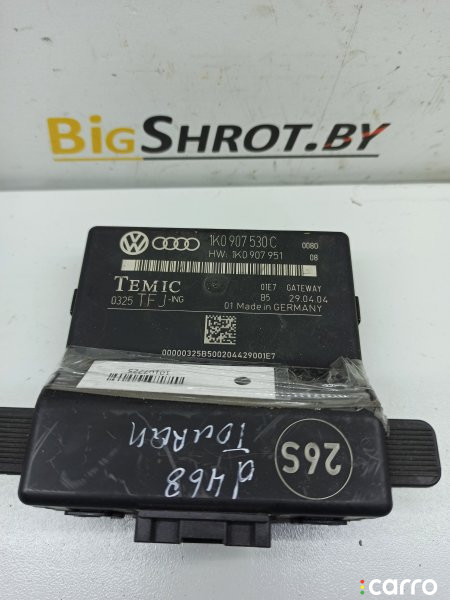 BIGSHROT.BY
1K0 907 530 C 0080
HW: 1K0 907 951 08
TEMIC 01E7 GATEWAY
0325 TFJ-ING B5 29.04.04
01 Made in GERMANY
00000325B500204429001E7
26S
d468
Touran
carro